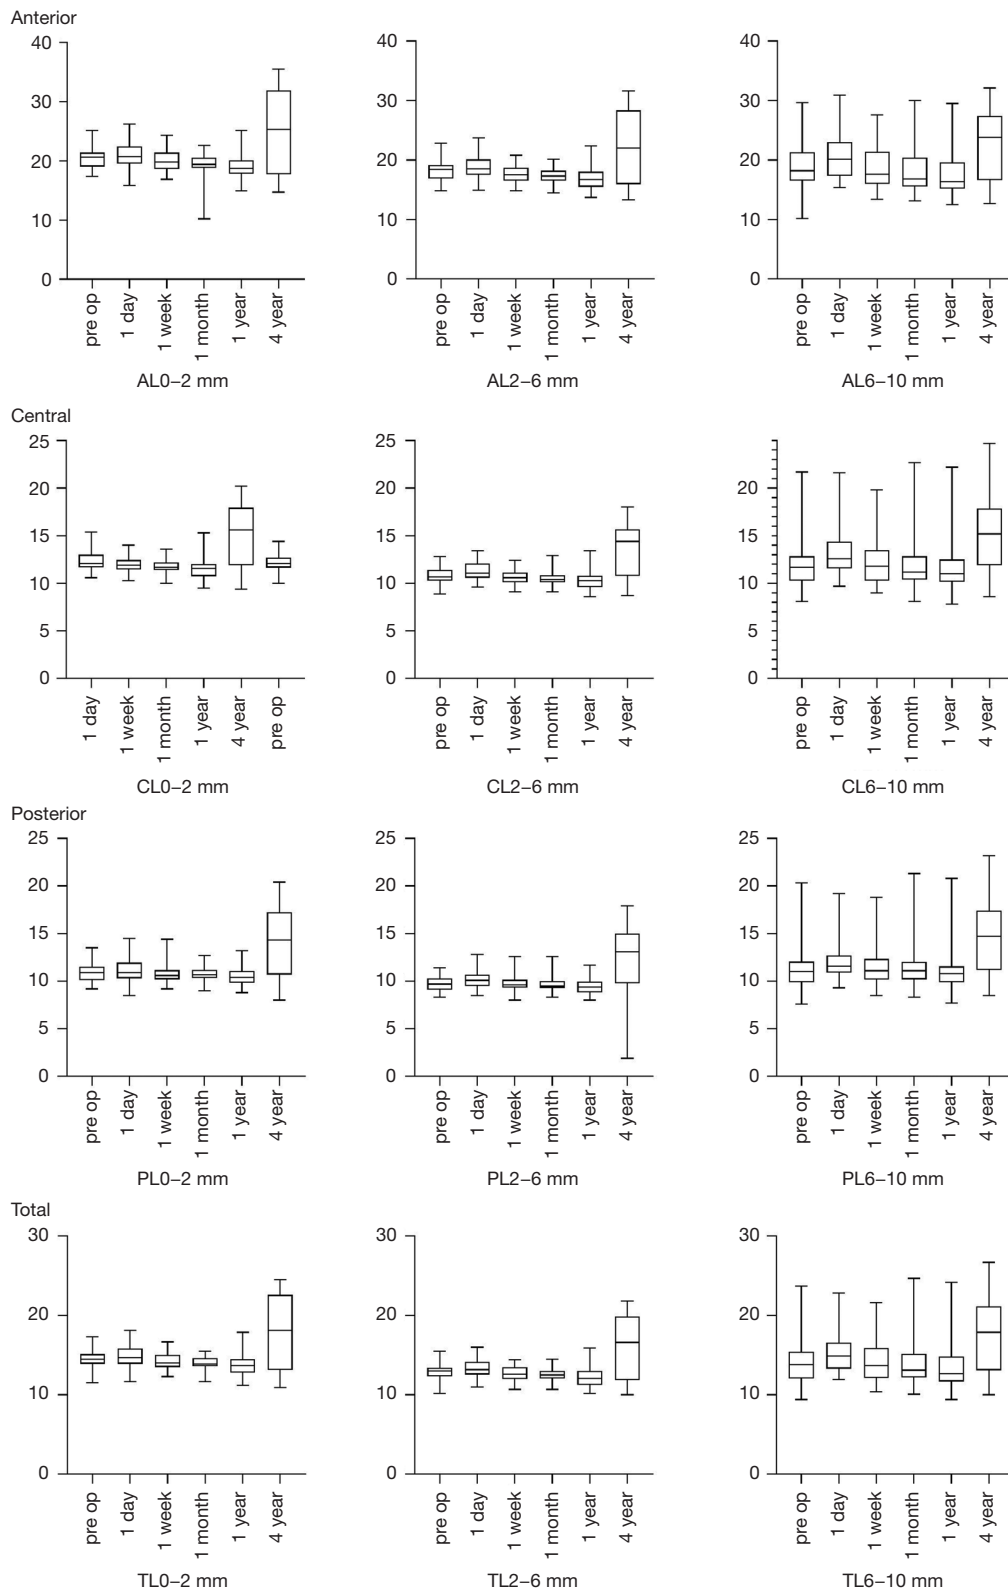 Anterior
40 40 40
30 30 30
20 20 20
10 10 10
0 0 0
pre op 1 day 1 week 1 month 1 year 4 year pre op 1 day 1 week 1 month 1 year 4 year pre op 1 day 1 week 1 month 1 year 4 year
AL0–2 mm AL2–6 mm AL6–10 mm
Central
25 25
20 20 20
15 15 15
10 10 10
5 5 5
0 0 0
1 day 1 week 1 month 1 year 4 year pre op pre op 1 day 1 week 1 month 1 year 4 year pre op 1 day 1 week 1 month 1 year 4 year
CL0–2 mm CL2–6 mm CL6–10 mm
Posterior
25 25 25
20 20 20
15 15 15
10 10 10
5 5 5
0 0 0
pre op 1 day 1 week 1 month 1 year 4 year pre op 1 day 1 week 1 month 1 year 4 year pre op 1 day 1 week 1 month 1 year 4 year
PL0–2 mm PL2–6 mm PL6–10 mm
Total
30 30 30
20 20 20
10 10 10
0 0 0
pre op 1 day 1 week 1 month 1 year 4 year pre op 1 day 1 week 1 month 1 year 4 year pre op 1 day 1 week 1 month 1 year 4 year
TL0–2 mm TL2–6 mm TL6–10 mm